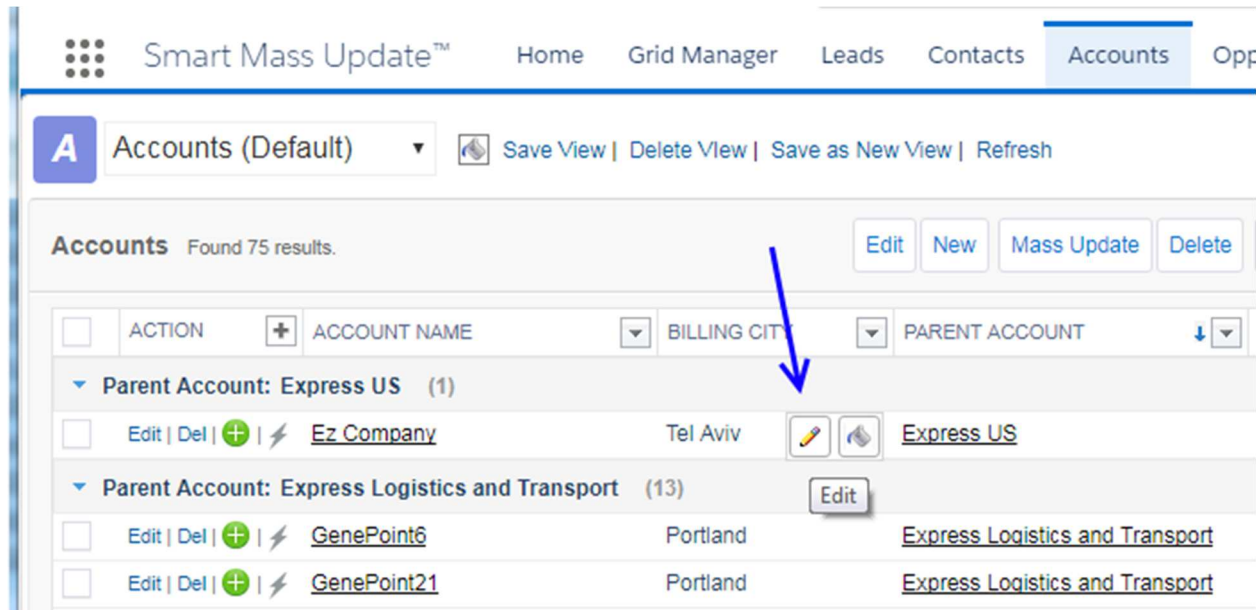 Smart Mass Update™ Home Grid Manager Leads Contacts Accounts Opp
A Accounts (Default) Save View | Delete VIew | Save as New View | Refresh
Accounts Found 75 results. Edit New Mass Update Delete
ACTION ACCOUNT NAME BILLING CITY PARENT ACCOUNT
Parent Account: Express US (1)
Edit | Del | | Ez Company Tel Aviv Express US
Parent Account: Express Logistics and Transport (13)
Edit
Edit | Del | | GenePoint6 Portland Express Logistics and Transport
Edit | Del | | GenePoint21 Portland Express Logistics and Transport